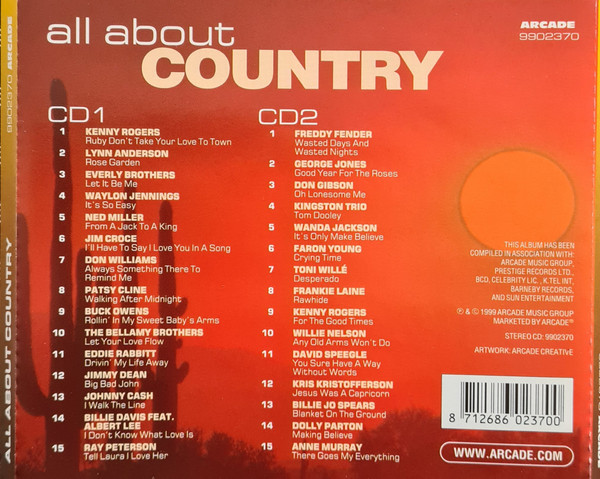 all about
COUNTRY
ARCADE
9902370
CD1
1 KENNY ROGERS
Ruby Don't Take Your Love To Town
2 LYNN ANDERSON
Rose Garden
3 EVERLY BROTHERS
Let It Be Me
4 WAYLON JENNINGS
It's So Easy
5 NED MILLER
From A Jack To A King
6 JIM CROCE
I'll Have To Say I Love You In A Song
7 DON WILLIAMS
Always Something There To
Remind Me
8 PATSY CLINE
Walking After Midnight
9 BUCK OWENS
Rollin' In My Sweet Baby's Arms
10 THE BELLAMY BROTHERS
Let Your Love Flow
11 EDDIE RABBITT
Drivin' My Life Away
12 JIMMY DEAN
Big Bad John
13 JOHNNY CASH
I Walk The Line
14 BILLIE DAVIS FEAT.
ALBERT LEE
I Don't Know What Love Is
15 RAY PETERSON
Tell Laura I Love Her
CD2
1 FREDDY FENDER
Wasted Days And
Wasted Nights
2 GEORGE JONES
Good Year For The Roses
3 DON GIBSON
Oh Lonesome Me
4 KINGSTON TRIO
Tom Dooley
5 WANDA JACKSON
It's Only Make Believe
6 FARON YOUNG
Crying Time
7 TONI WILLÉ
Desperado
8 FRANKIE LAINE
Rawhide
9 KENNY ROGERS
For The Good Times
10 WILLIE NELSON
Any Old Arms Won't Do
11 DAVID SPEEGLE
You Sure Have A Way
Without Words
12 KRIS KRISTOFFERSON
Jesus Was A Capricorn
13 BILLIE JO SPEARS
Blanket On The Ground
14 DOLLY PARTON
Making Believe
15 ANNE MURRAY
There Goes My Everything
THIS ALBUM HAS BEEN
COMPILED IN ASSOCIATION WITH:
ARCADE MUSIC GROUP,
PRESTIGE RECORDS LTD.,
BCD, CELEBRITY LIC. , K.TEL INT,
BARNEBY RECORDS,
AND SUN ENTERTAINMENT
℗ & © 1999 ARCADE MUSIC GROUP
MARKETED BY ARCADE®
STEREO CD: 9902370
ARTWORK: ARCADE CREATIVE
8 712686 023700
WWW.ARCADE.COM
ALL ABOUT COUNTRY
9902370 ARCADE